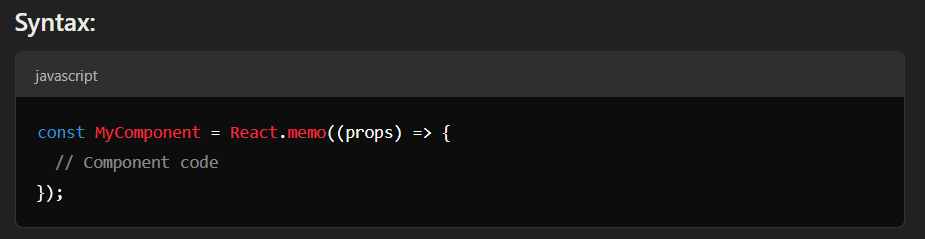 Syntax:
javascript
const MyComponent = React.memo((props) => {
  // Component code
});